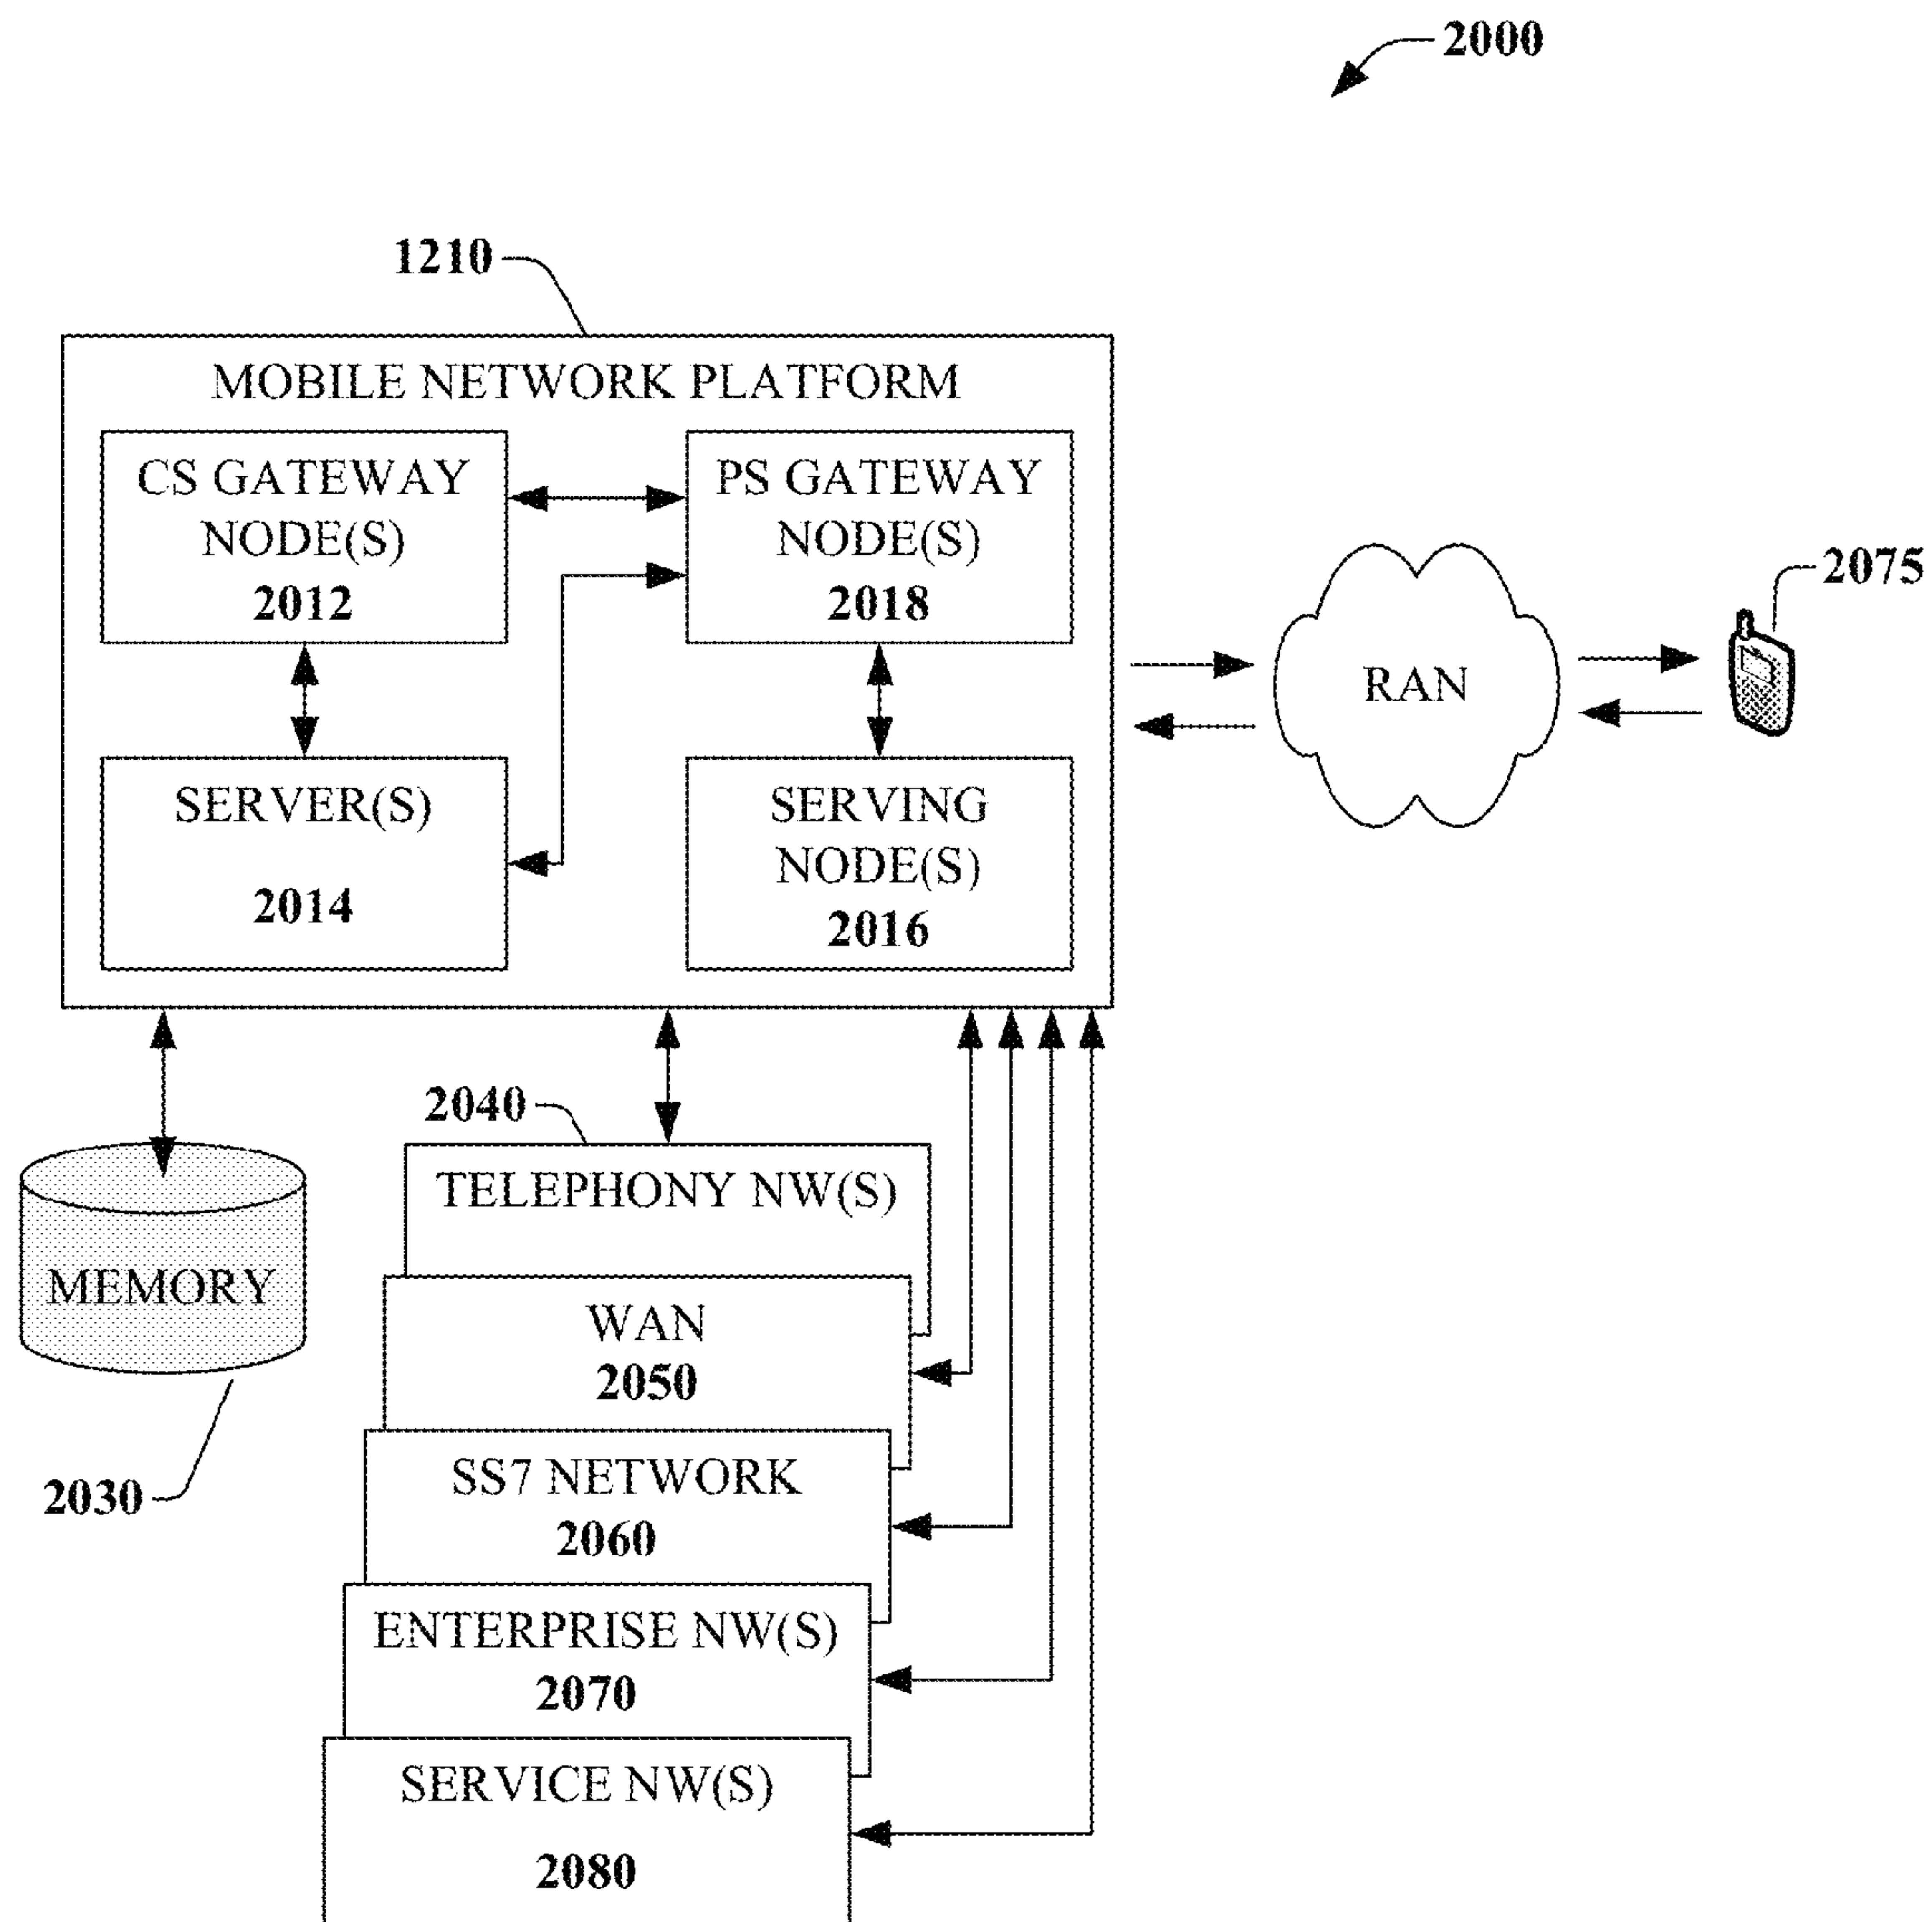 2000
1210
MOBILE NETWORK PLATFORM
CS GATEWAY
NODE(S)
2012
PS GATEWAY
NODE(S)
2018
SERVER(S)
2014
SERVING
NODE(S)
2016
RAN
2075
2040
TELEPHONY NW(S)
MEMORY
2030
WAN
2050
SS7 NETWORK
2060
ENTERPRISE NW(S)
2070
SERVICE NW(S)
2080